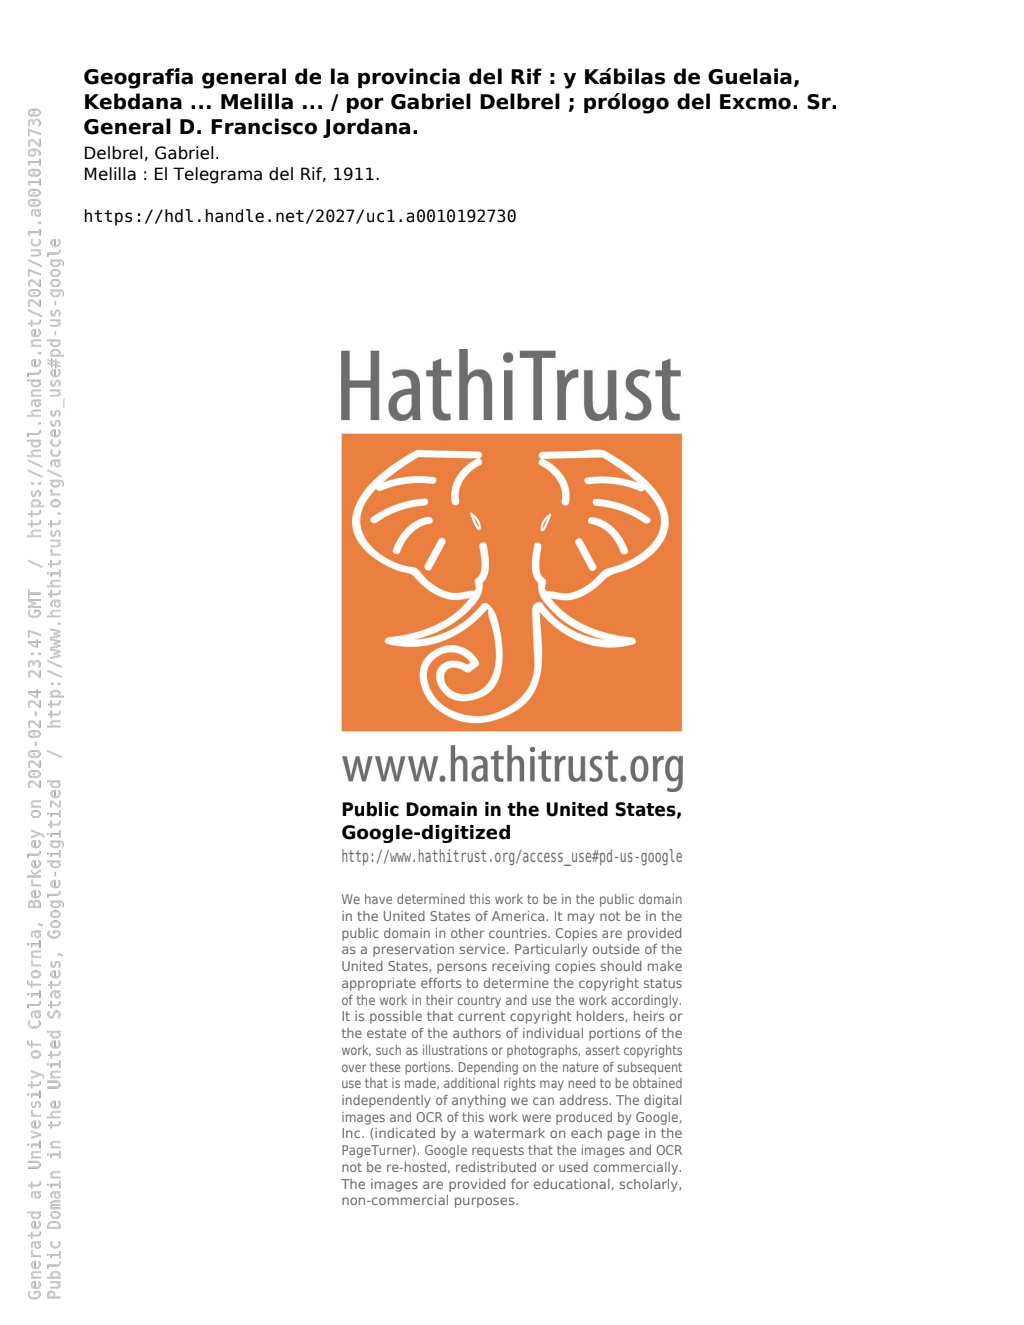 Geografía general de la provincia del Rif : y Kábilas de Guelaia,
Kebdana ... Melilla ... / por Gabriel Delbrel ; prólogo del Excmo. Sr.
General D. Francisco Jordana.
Delbrel, Gabriel.
Melilla : El Telegrama del Rif, 1911.
https://hdl.handle.net/2027/uc1.a0010192730
HathiTrust
www.hathitrust.org
Public Domain in the United States,
Google-digitized
http://www.hathitrust.org/access_use#pd-us-google
We have determined this work to be in the public domain
in the United States of America. It may not be in the
public domain in other countries. Copies are provided
as a preservation service. Particularly outside of the
United States, persons receiving copies should make
appropriate efforts to determine the copyright status
of the work in their country and use the work accordingly.
It is possible that current copyright holders, heirs or
the estate of the authors of individual portions of the
work, such as illustrations or photographs, assert copyrights
over these portions. Depending on the nature of subsequent
use that is made, additional rights may need to be obtained
independently of anything we can address. The digital
images and OCR of this work were produced by Google,
Inc. (indicated by a watermark on each page in the
PageTurner). Google requests that the images and OCR
not be re-hosted, redistributed or used commercially.
The images are provided for educational, scholarly,
non-commercial purposes.
Generated at University of California, Berkeley on 2020-02-24 23:47 GMT / https://hdl.handle.net/2027/uc1.a0010192730
Public Domain in the United States, Google-digitized / http://www.hathitrust.org/access_use#pd-us-google